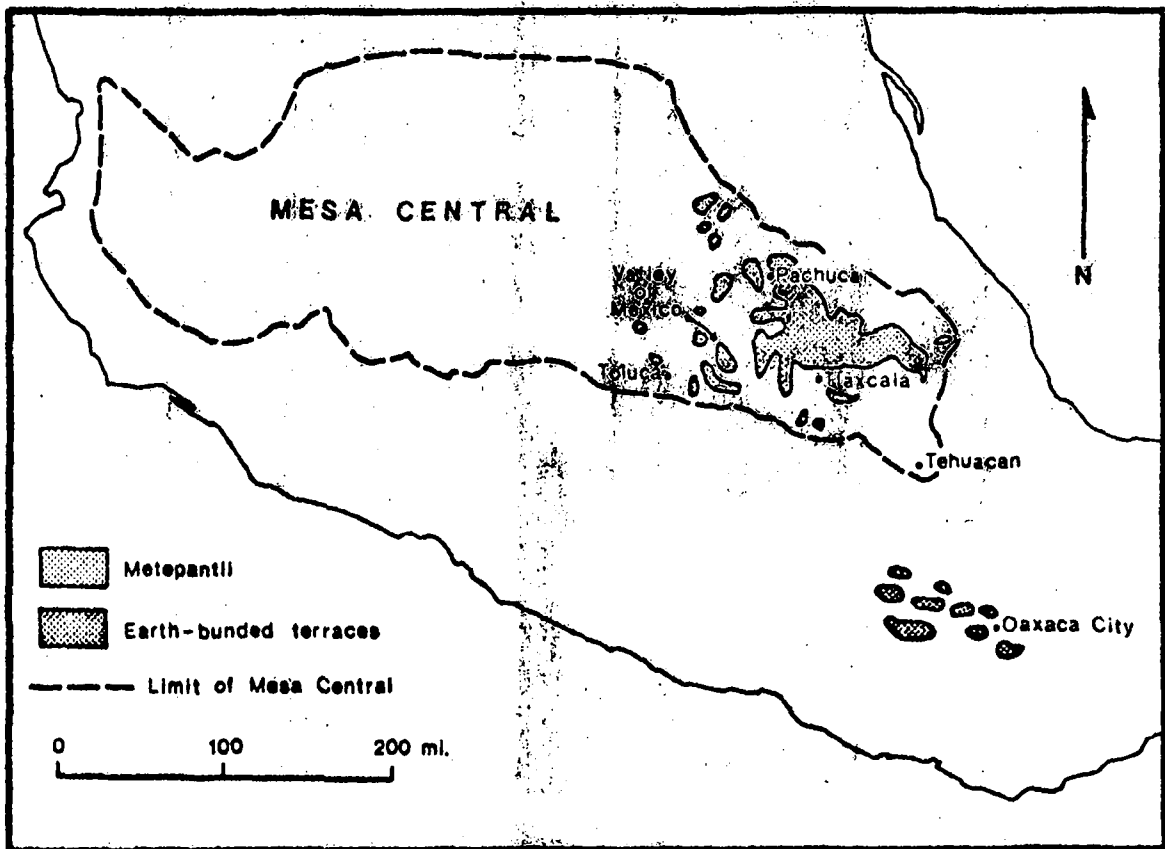 MESA CENTRAL
N
Valley
of
Mexico
Pachuca
Toluca
Tlaxcala
Tehuacan
Oaxaca City
Metepantli
Earth-bunded terraces
Limit of Mesa Central
0 100 200 mi.